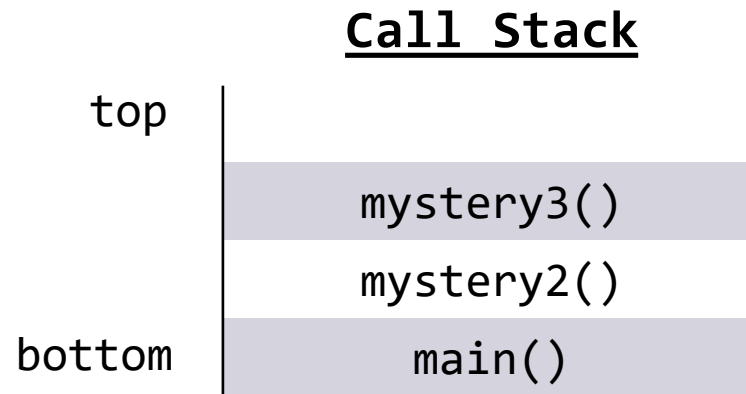 Call Stack
top
mystery3()
mystery2()
bottom main()